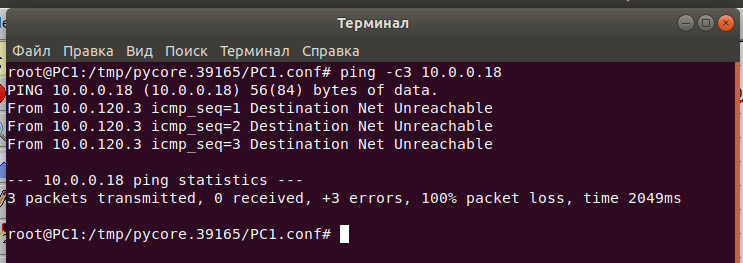 Терминал
Файл Правка Вид Поиск Терминал Справка
root@PC1:/tmp/pycore.39165/PC1.conf# ping -c3 10.0.0.18
PING 10.0.0.18 (10.0.0.18) 56(84) bytes of data.
From 10.0.120.3 icmp_seq=1 Destination Net Unreachable
From 10.0.120.3 icmp_seq=2 Destination Net Unreachable
From 10.0.120.3 icmp_seq=3 Destination Net Unreachable
--- 10.0.0.18 ping statistics ---
3 packets transmitted, 0 received, +3 errors, 100% packet loss, time 2049ms
root@PC1:/tmp/pycore.39165/PC1.conf#